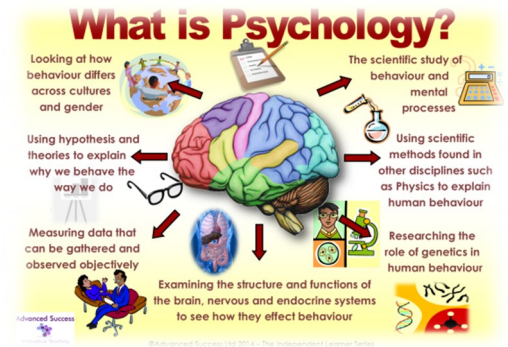 What is Psychology?
Looking at how
behaviour differs
across cultures
and gender
The scientific study of
behaviour and
mental
processes
Using hypothesis and
theories to explain
why we behave the
way we do
Using scientific
methods found in
other disciplines such
as Physics to explain
human behaviour
Measuring data that
can be gathered and
observed objectively
Researching the
role of genetics in
human behaviour
Examining the structure and functions of
the brain, nervous and endocrine systems
to see how they effect behaviour
Advanced Success
©Advanced Success Ltd 2014 - The Independent Learner Series